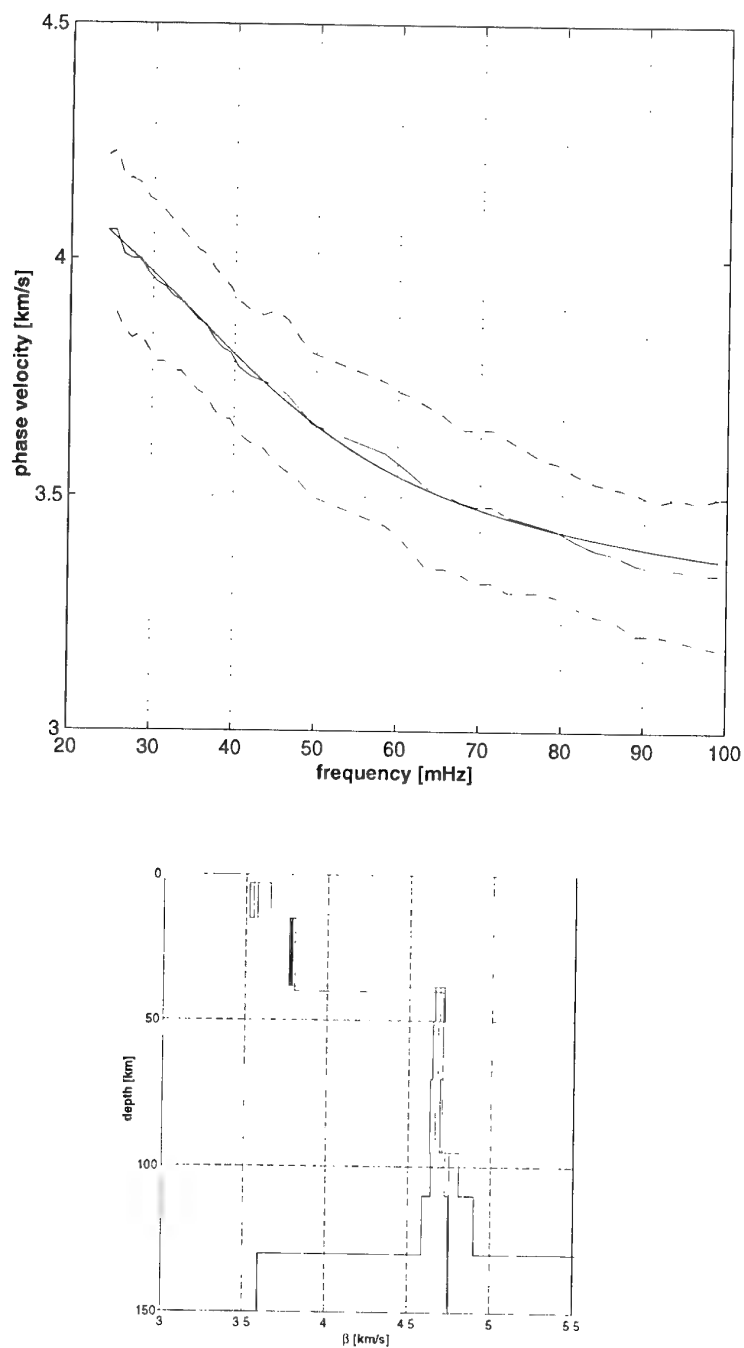 4.5
4
3.5
3
phase velocity [km/s]
20 30 40 50 60 70 80 90 100
frequency [mHz]
0
50
100
150
depth [km]
3 3 5 4 4 5 5 5 5
β [km/s]